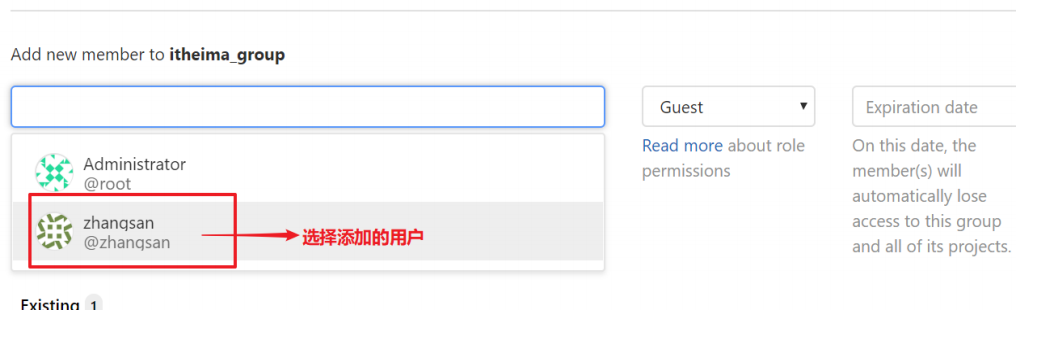 Add new member to itheima_group
Guest
Expiration date
Read more about role
permissions
On this date, the
member(s) will
automatically lose
access to this group
and all of its projects.
Administrator
@root
zhangsan
@zhangsan
选择添加的用户
Existing 1